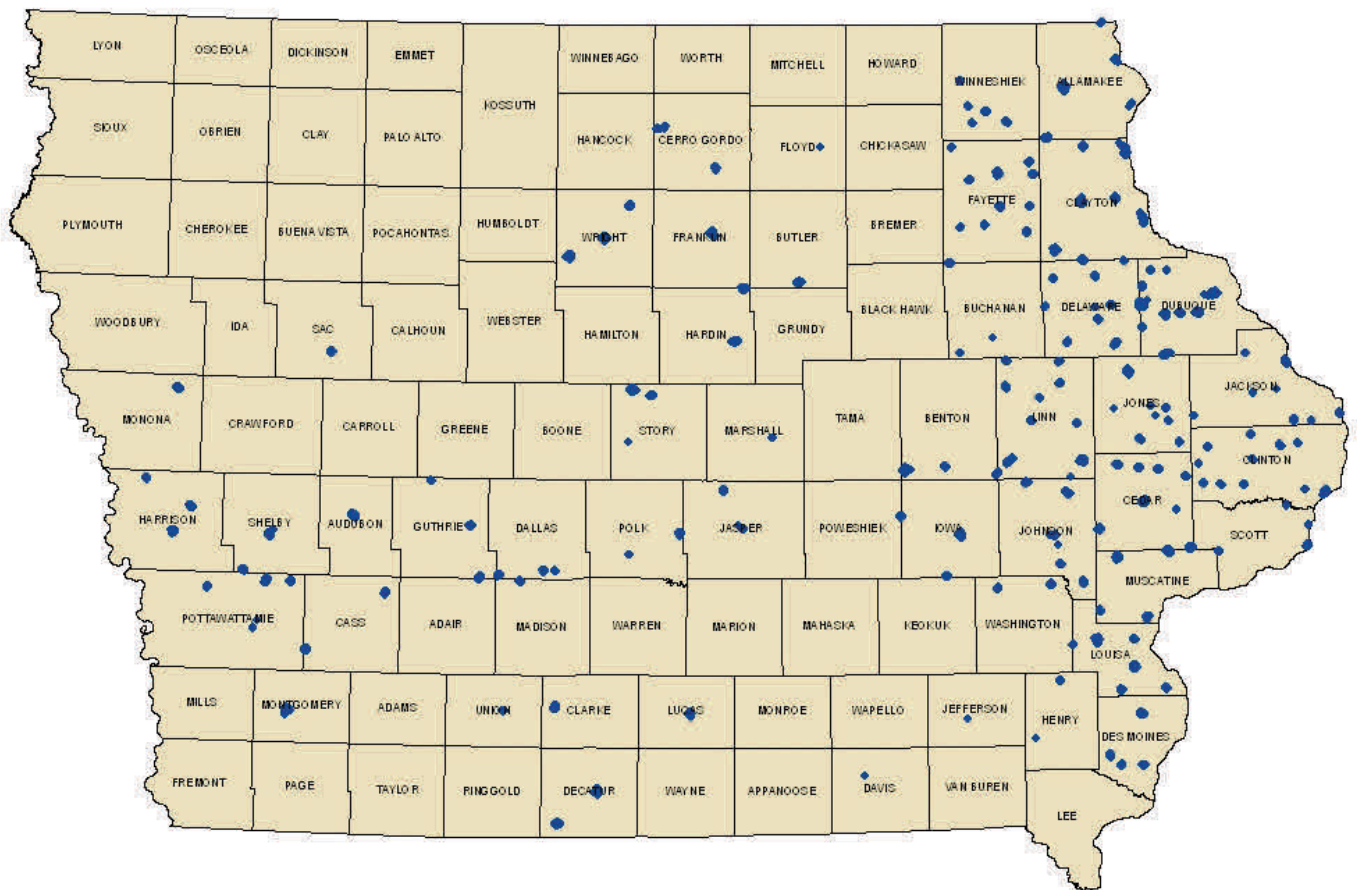 LYON
OSCEOLA
DICKINSON
EMMET
KOSSUTH
WINNEBAGO
WORTH
MITCHELL
HOWARD
WINNESHIEK
ALLAMAKEE
SIOUX
OBRIEN
CLAY
PALO ALTO
HANCOCK
CERRO GORDO
FLOYD
CHICKASAW
PLYMOUTH
CHEROKEE
BUENA VISTA
POCAHONTAS
HUMBOLDT
WRIGHT
FRANKLIN
BUTLER
BREMER
FAYETTE
CLAYTON
WOODBURY
IDA
SAC
CALHOUN
WEBSTER
HAMILTON
HARDIN
GRUNDY
BLACK HAWK
BUCHANAN
DELAWARE
DUBUQUE
MONONA
CRAWFORD
CARROLL
GREENE
BOONE
STORY
MARSHALL
TAMA
BENTON
LINN
JONES
JACKSON
CLINTON
HARRISON
SHELBY
AUDUBON
GUTHRIE
DALLAS
POLK
JASPER
POWESHIEK
IOWA
JOHNSON
CEDAR
SCOTT
MUSCATINE
POTTAWATTAMIE
CASS
ADAIR
MADISON
WARREN
MARION
MAHASKA
KEOKUK
WASHINGTON
LOUISA
MILLS
MONTGOMERY
ADAMS
UNION
CLARKE
LUCAS
MONROE
WAPELLO
JEFFERSON
HENRY
DES MOINES
FREMONT
PAGE
TAYLOR
RINGGOLD
DECATUR
WAYNE
APPANOOSE
DAVIS
VAN BUREN
LEE